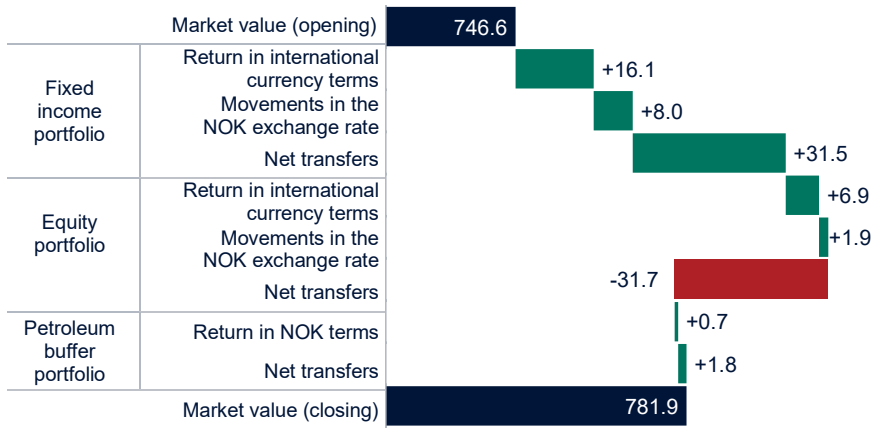 Market value (opening)
746.6
Fixed
income
portfolio
Return in international
currency terms
+16.1
Movements in the
NOK exchange rate
+8.0
Net transfers
+31.5
Equity
portfolio
Return in international
currency terms
+6.9
Movements in the
NOK exchange rate
+1.9
Net transfers
-31.7
Petroleum
buffer
portfolio
Return in NOK terms
+0.7
Net transfers
+1.8
Market value (closing)
781.9